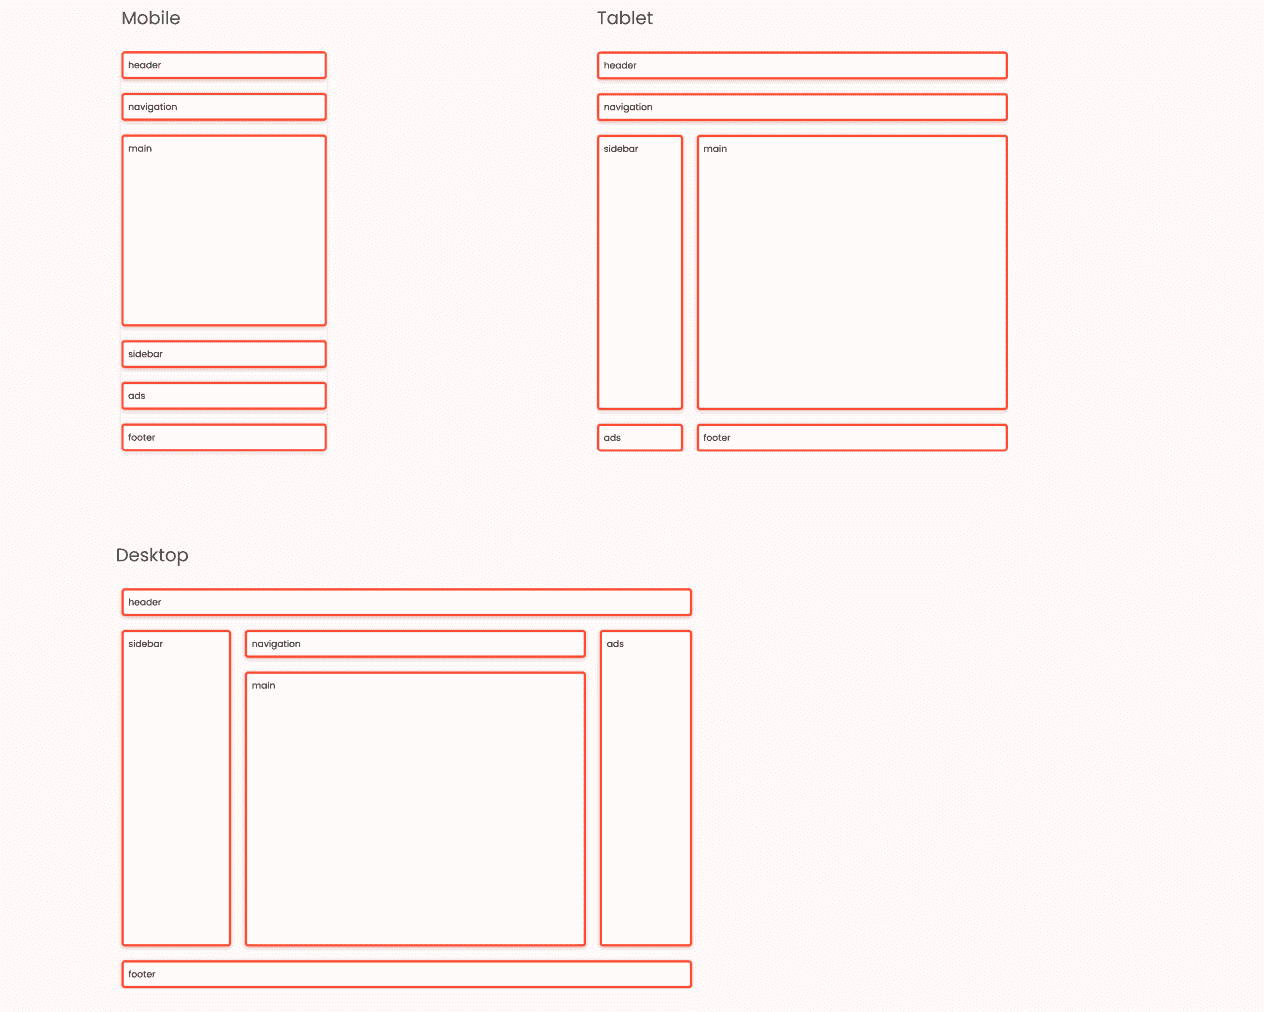 Mobile
header
navigation
main
sidebar
ads
footer
Tablet
header
navigation
sidebar
main
ads
footer
Desktop
header
sidebar
navigation
ads
main
footer